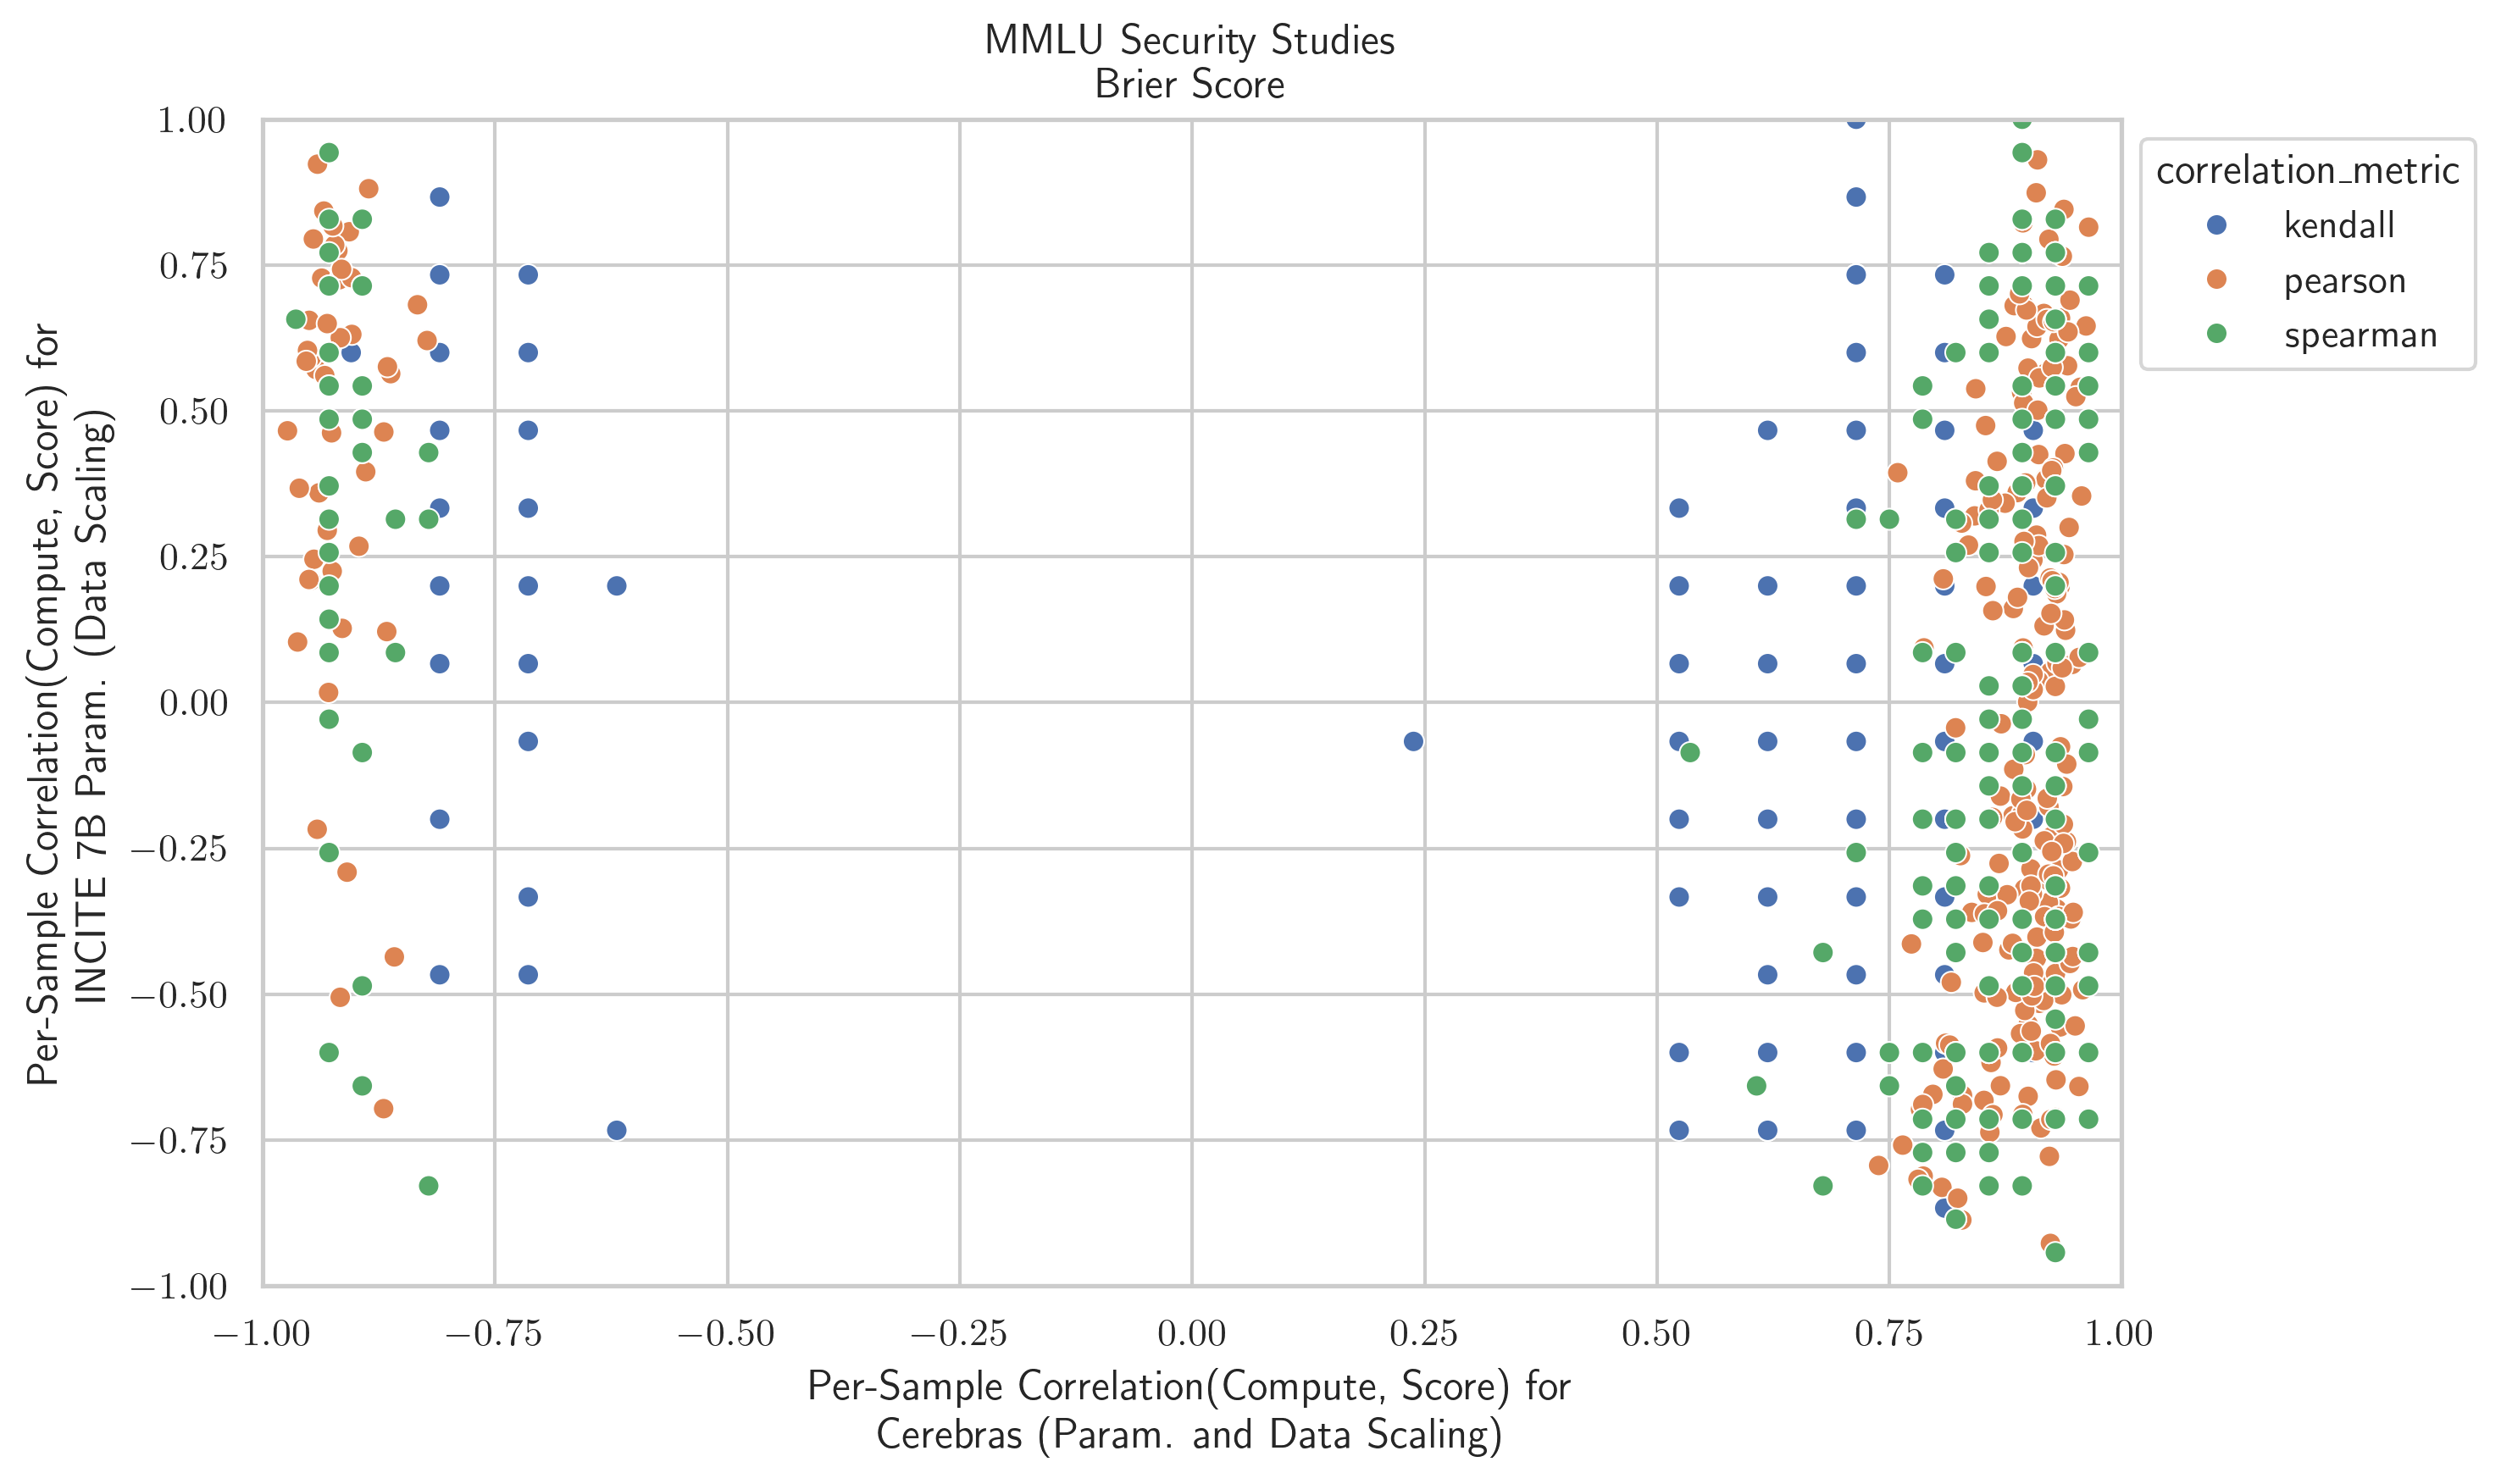 MMLU Security Studies
Brier Score
Per-Sample Correlation(Compute, Score) for
INCITE 7B Param. (Data Scaling)
1.00
0.75
0.50
0.25
0.00
−0.25
−0.50
−0.75
−1.00
−1.00 −0.75 −0.50 −0.25 0.00 0.25 0.50 0.75 1.00
Per-Sample Correlation(Compute, Score) for
Cerebras (Param. and Data Scaling)
correlation_metric
kendall
pearson
spearman